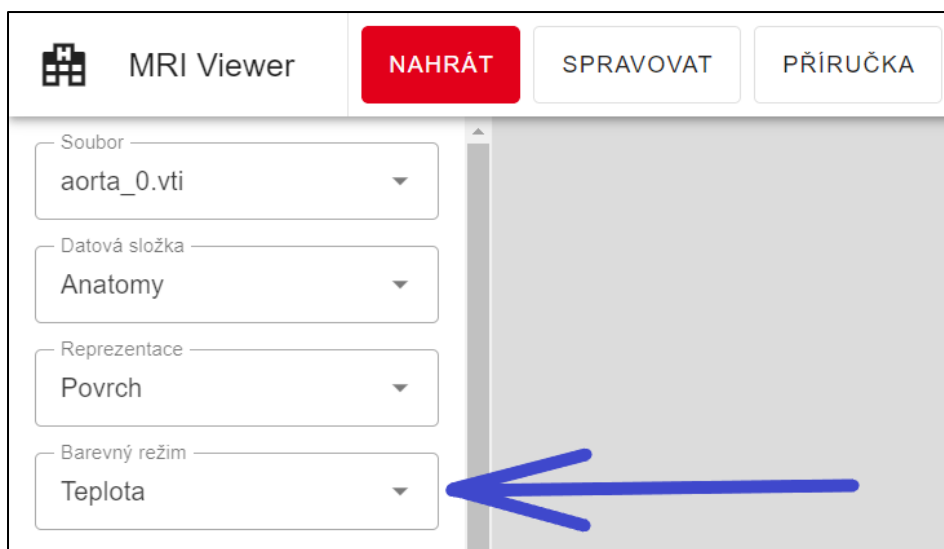 MRI Viewer
NAHRÁT
SPRAVOVAT
PŘÍRUČKA
Soubor
aorta_0.vti
Datová složka
Anatomy
Reprezentace
Povrch
Barevný režim
Teplota